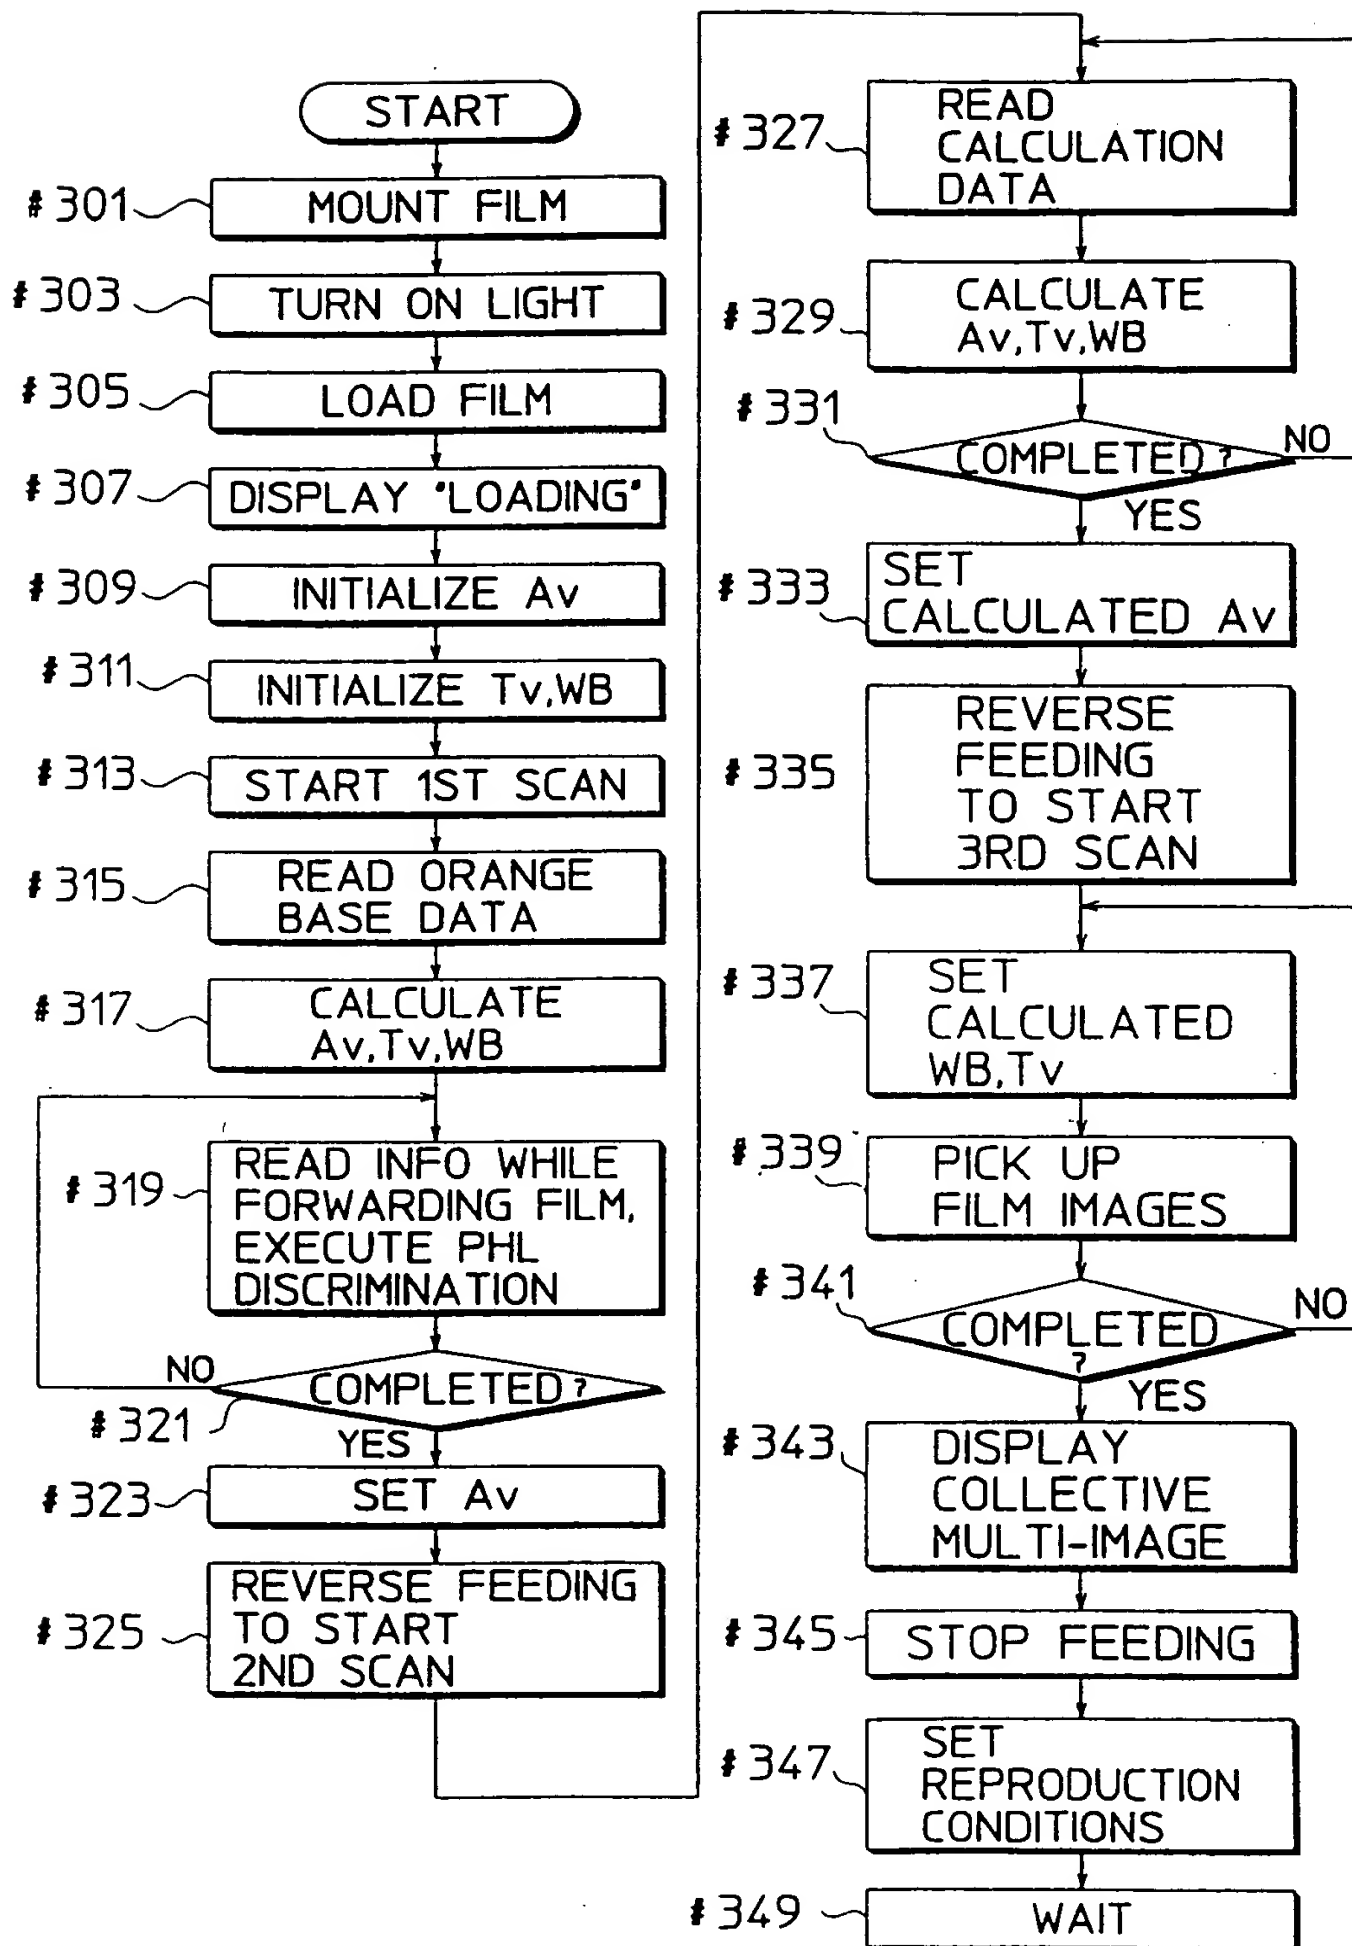 START
#301
MOUNT FILM
#303
TURN ON LIGHT
#305
LOAD FILM
#307
DISPLAY "LOADING"
#309
INITIALIZE Av
#311
INITIALIZE Tv,WB
#313
START 1ST SCAN
#315
READ ORANGE
BASE DATA
#317
CALCULATE
Av,Tv,WB
#319
READ INFO WHILE
FORWARDING FILM,
EXECUTE PHL
DISCRIMINATION
NO
COMPLETED?
#321
YES
#323
SET Av
#325
REVERSE FEEDING
TO START
2ND SCAN
#327
READ
CALCULATION
DATA
#329
CALCULATE
Av,Tv,WB
#331
COMPLETED?
NO
YES
#333
SET
CALCULATED Av
#335
REVERSE
FEEDING
TO START
3RD SCAN
#337
SET
CALCULATED
WB,Tv
#339
PICK UP
FILM IMAGES
#341
COMPLETED
?
NO
YES
#343
DISPLAY
COLLECTIVE
MULTI-IMAGE
#345
STOP FEEDING
#347
SET
REPRODUCTION
CONDITIONS
#349
WAIT